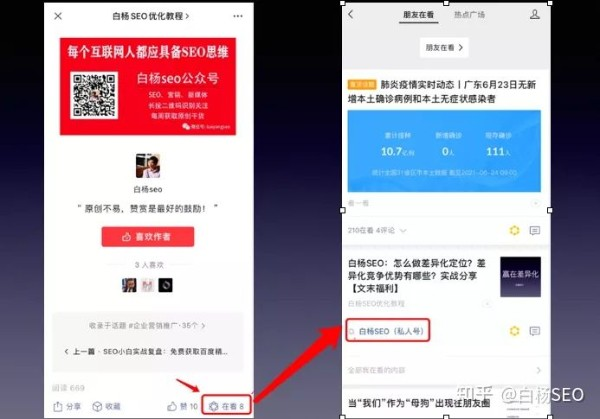 白杨SEO优化教程
每个互联网人都应具备SEO思维
白杨seo公众号
SEO、营销、新媒体
长按二维码识别关注
每周获取原创干货
白杨seo
“ 原创不易，赞赏是最好的鼓励！ ”
喜欢作者
3 人喜欢
收录于话题 #企业营销推广·35个
上一篇 · SEO小白实战复盘：免费获取百度精...
阅读 669
分享
收藏
赞 10
在看 8
朋友在看
热点广场
朋友在看
肺炎疫情实时动态丨广东6月23日无新
增本土确诊病例和本土无症状感染者
累计接种
新增确诊
现存确诊
10.7亿剂
0人
111人
看一看
219在看 4评论
白杨SEO：怎么做差异化定位？差
异化竞争优势有哪些？实战分享
【文末福利】
赢在差异化
白杨SEO优化教程
白杨SEO（私人号）
全部我在看的内容
当“我们”作为“母狗”出现在朋友圈
知乎 @白杨SEO